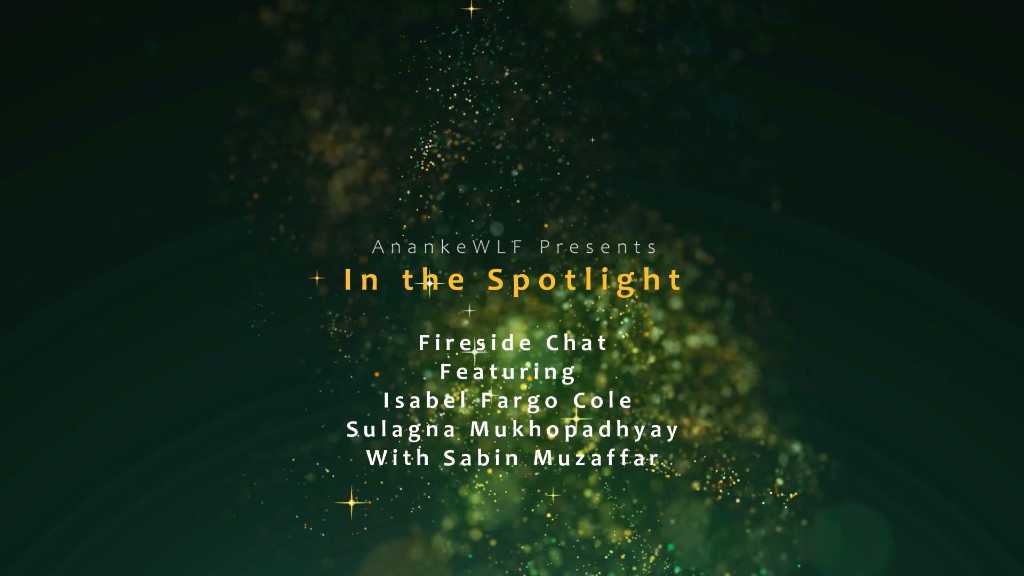 AnankeWLF Presents
In the Spotlight
Fireside Chat
Featuring
Isabel Fargo Cole
Sulagna Mukhopadhyay
With Sabin Muzaffar